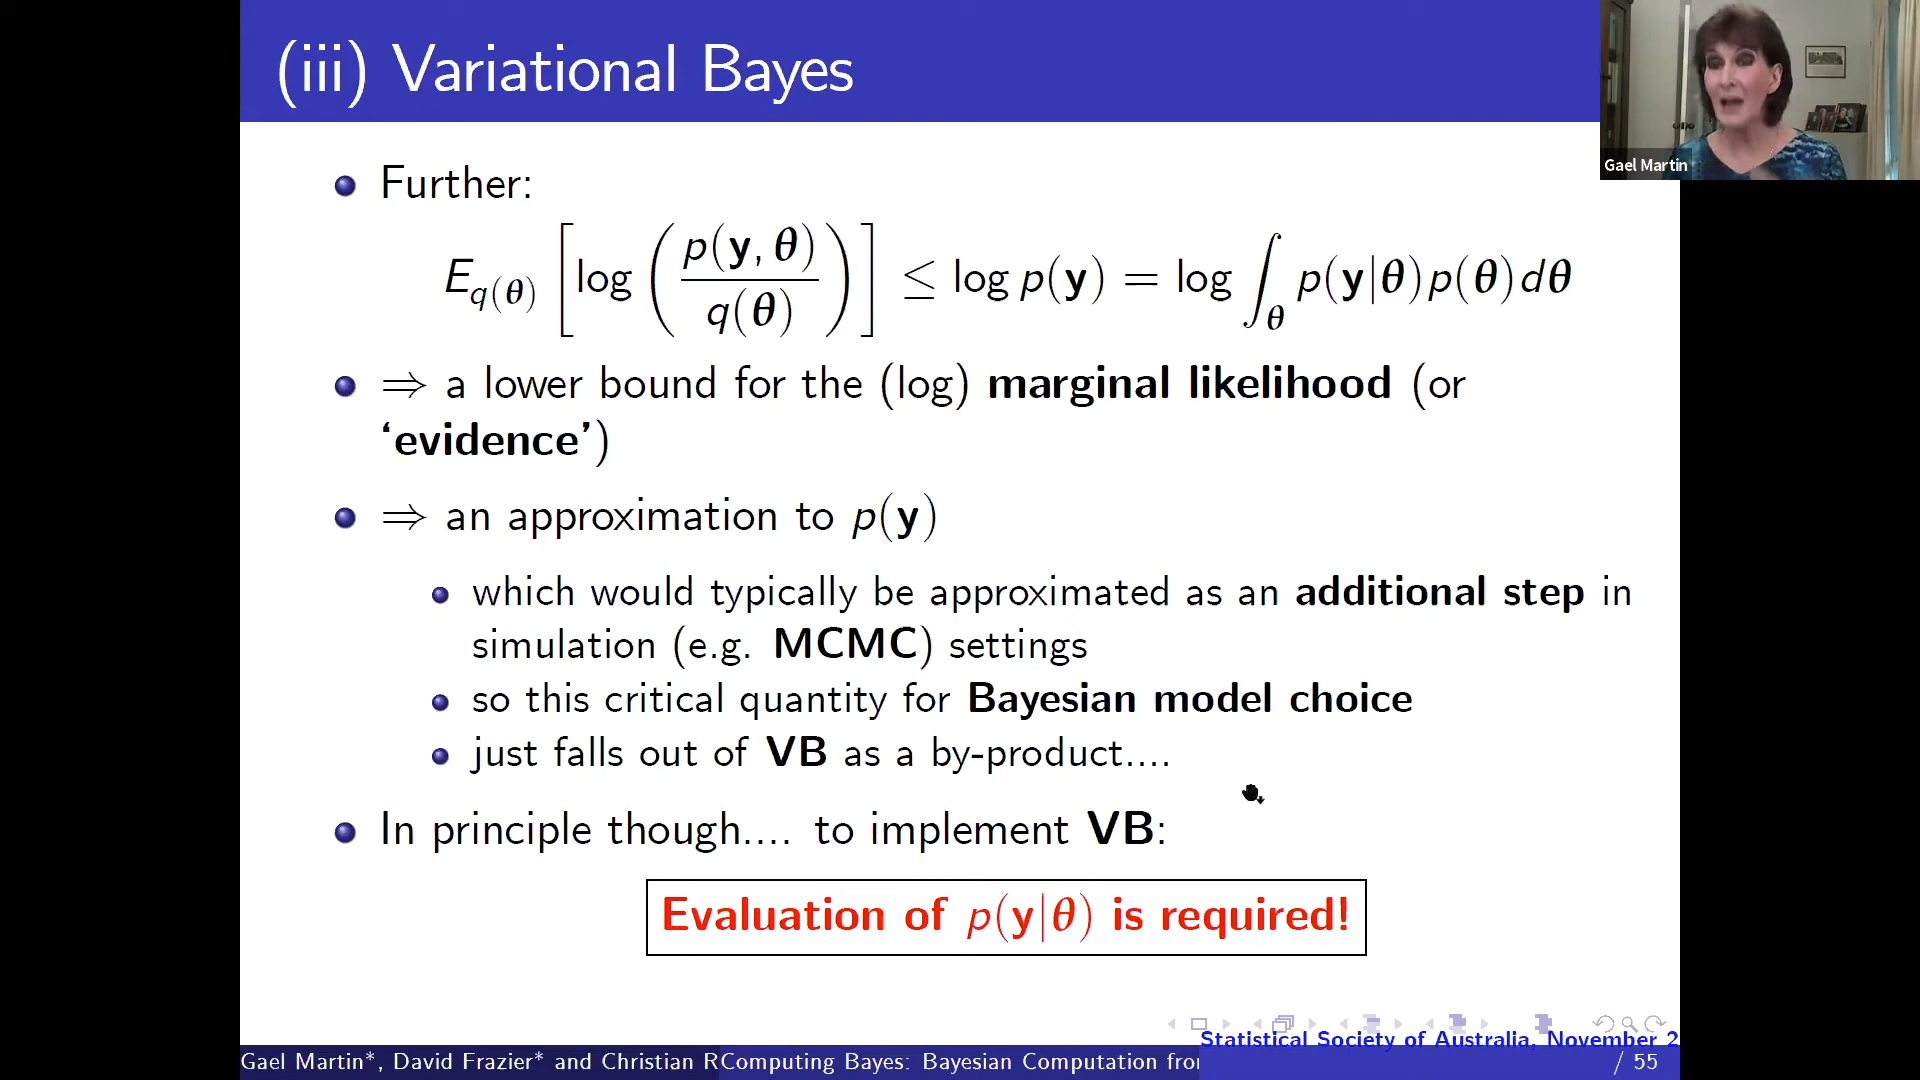 (iii) Variational Bayes
Gael Martin
Further:
E_{q(θ)} [log (p(y, θ) / q(θ))] ≤ log p(y) = log ∫_θ p(y|θ)p(θ)dθ
⇒ a lower bound for the (log) marginal likelihood (or
‘evidence’)
⇒ an approximation to p(y)
which would typically be approximated as an additional step in
simulation (e.g. MCMC) settings
so this critical quantity for Bayesian model choice
just falls out of VB as a by-product....
In principle though.... to implement VB:
Evaluation of p(y|θ) is required!
Statistical Society of Australia, November 2
Gael Martin*, David Frazier* and Christian R
Computing Bayes: Bayesian Computation fro
/ 55